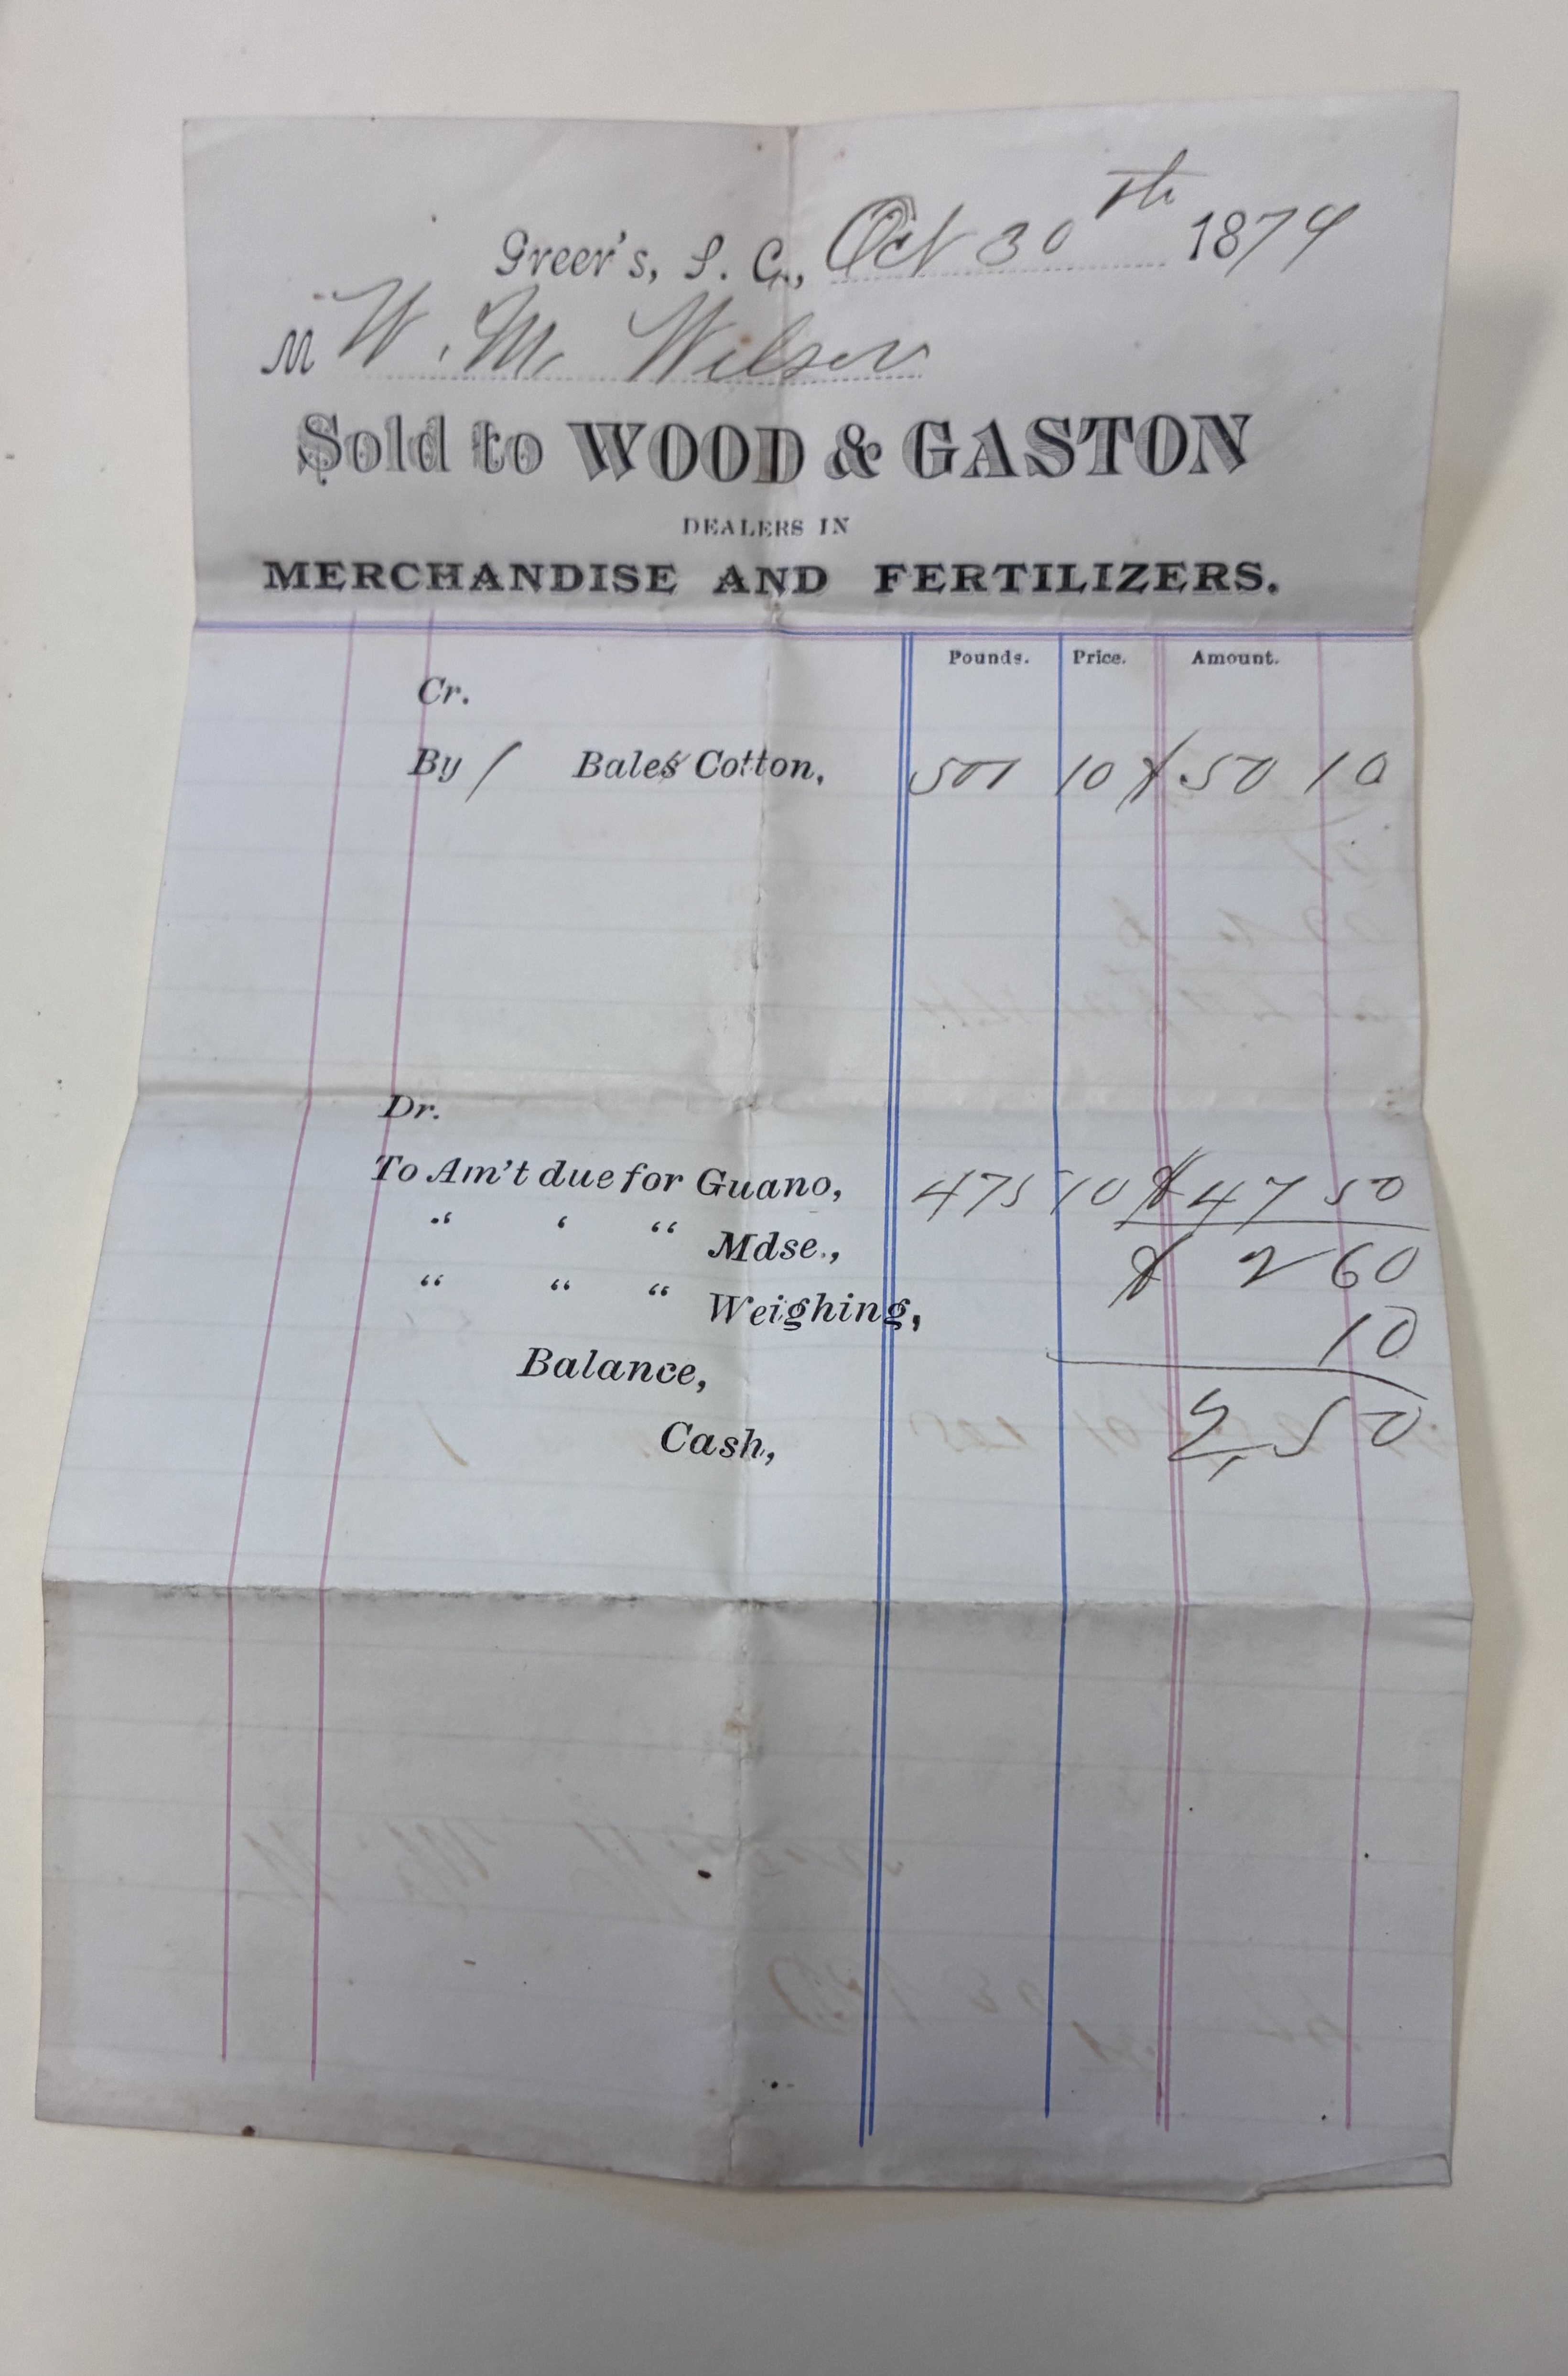 Greer's, S. C., Oct 30th 1879
M W. M. Wilson
Sold to WOOD & GASTON
DEALERS IN
MERCHANDISE AND FERTILIZERS.
Pounds. Price. Amount.
Cr.
By 1 Bales Cotton, 501 10 $50 10
Dr.
To Am't due for Guano, 475 10 $47 50
“ “ “ Mdse., $ 2 60
“ “ “ Weighing, 10
Balance, 2,50
Cash,